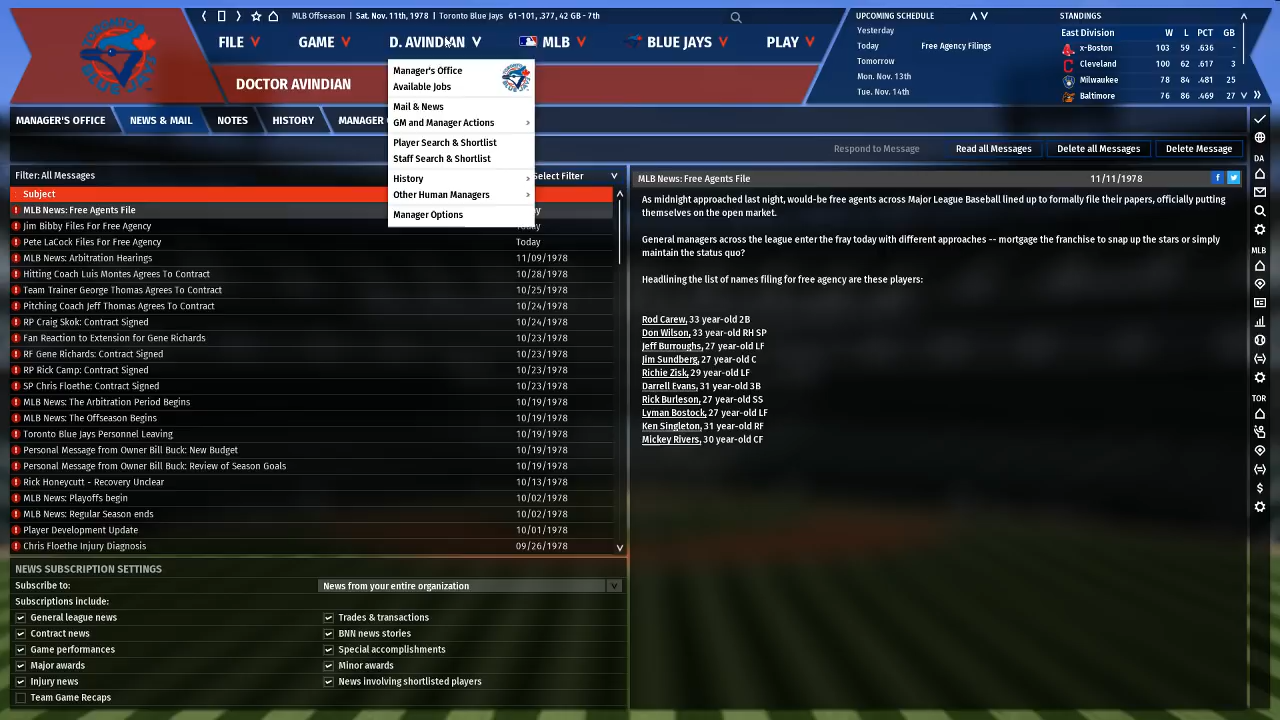 MLB Offseason | Sat. Nov. 11th, 1978 | Toronto Blue Jays 61-101, .377, 42 GB - 7th
FILE
GAME
D. AVINDIAN
MLB
BLUE JAYS
PLAY
DOCTOR AVINDIAN
UPCOMING SCHEDULE
Yesterday
Today Free Agency Filings
Tomorrow
Mon. Nov. 13th
Tue. Nov. 14th
STANDINGS
East Division W L PCT GB
x-Boston 103 59 .636 -
Cleveland 100 62 .617 3
Milwaukee 78 84 .481 25
Baltimore 76 86 .469 27
Manager's Office
Available Jobs
Mail & News
GM and Manager Actions
Player Search & Shortlist
Staff Search & Shortlist
History
Other Human Managers
Manager Options
MANAGER'S OFFICE
NEWS & MAIL
NOTES
HISTORY
MANAGER
Respond to Message
Read all Messages
Delete all Messages
Delete Message
Filter: All Messages
Select Filter
Subject
MLB News: Free Agents File
Jim Bibby Files For Free Agency Today
Pete LaCock Files For Free Agency Today
MLB News: Arbitration Hearings 11/09/1978
Hitting Coach Luis Montes Agrees To Contract 10/28/1978
Team Trainer George Thomas Agrees To Contract 10/25/1978
Pitching Coach Jeff Thomas Agrees To Contract 10/24/1978
RP Craig Skok: Contract Signed 10/24/1978
Fan Reaction to Extension for Gene Richards 10/23/1978
RF Gene Richards: Contract Signed 10/23/1978
RP Rick Camp: Contract Signed 10/23/1978
SP Chris Floethe: Contract Signed 10/23/1978
MLB News: The Arbitration Period Begins 10/19/1978
MLB News: The Offseason Begins 10/19/1978
Toronto Blue Jays Personnel Leaving 10/19/1978
Personal Message from Owner Bill Buck: New Budget 10/19/1978
Personal Message from Owner Bill Buck: Review of Season Goals 10/19/1978
Rick Honeycutt - Recovery Unclear 10/13/1978
MLB News: Playoffs begin 10/02/1978
MLB News: Regular Season ends 10/02/1978
Player Development Update 10/01/1978
Chris Floethe Injury Diagnosis 09/26/1978
NEWS SUBSCRIPTION SETTINGS
Subscribe to: News from your entire organization
Subscriptions include:
General league news Trades & transactions
Contract news BNN news stories
Game performances Special accomplishments
Major awards Minor awards
Injury news News involving shortlisted players
Team Game Recaps
MLB News: Free Agents File 11/11/1978
As midnight approached last night, would-be free agents across Major League Baseball lined up to formally file their papers, officially putting
themselves on the open market.
General managers across the league enter the fray today with different approaches -- mortgage the franchise to snap up the stars or simply
maintain the status quo?
Headlining the list of names filing for free agency are these players:
Rod Carew, 33 year-old 2B
Don Wilson, 33 year-old RH SP
Jeff Burroughs, 27 year-old LF
Jim Sundberg, 27 year-old C
Richie Zisk, 29 year-old LF
Darrell Evans, 31 year-old 3B
Rick Burleson, 27 year-old SS
Lyman Bostock, 27 year-old LF
Ken Singleton, 31 year-old RF
Mickey Rivers, 30 year-old CF
DA
MLB
TOR